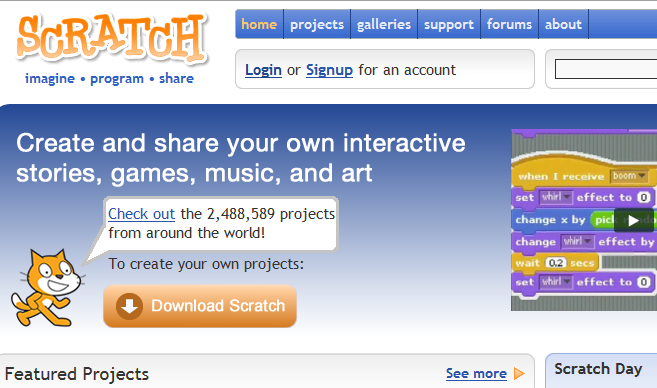 SCRATCH
imagine • program • share
home projects galleries support forums about
Login or Signup for an account
Create and share your own interactive
stories, games, music, and art
Check out the 2,488,589 projects
from around the world!
To create your own projects:
Download Scratch
when I receive boom
set whirl effect to 0
change x by pick
change whirl effect by
wait 0.2 secs
set whirl effect to 0
Featured Projects
See more
Scratch Day